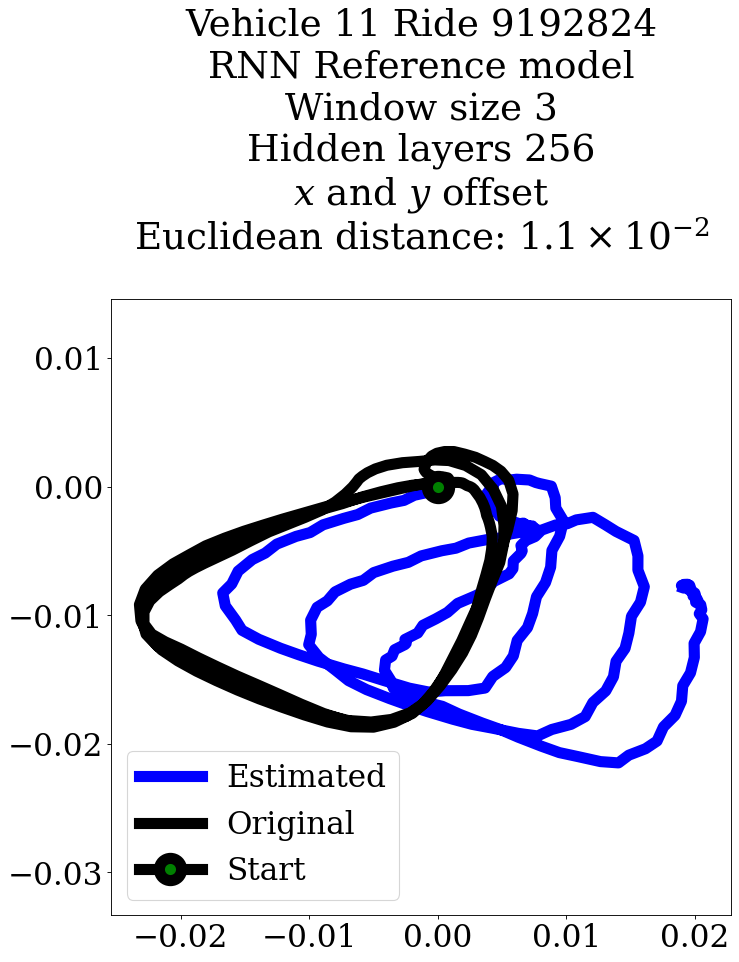 Vehicle 11 Ride 9192824
RNN Reference model
Window size 3
Hidden layers 256
x and y offset
Euclidean distance: 1.1 × 10⁻²
0.01
0.00
−0.01
−0.02
−0.03
Estimated
Original
Start
−0.02 −0.01 0.00 0.01 0.02